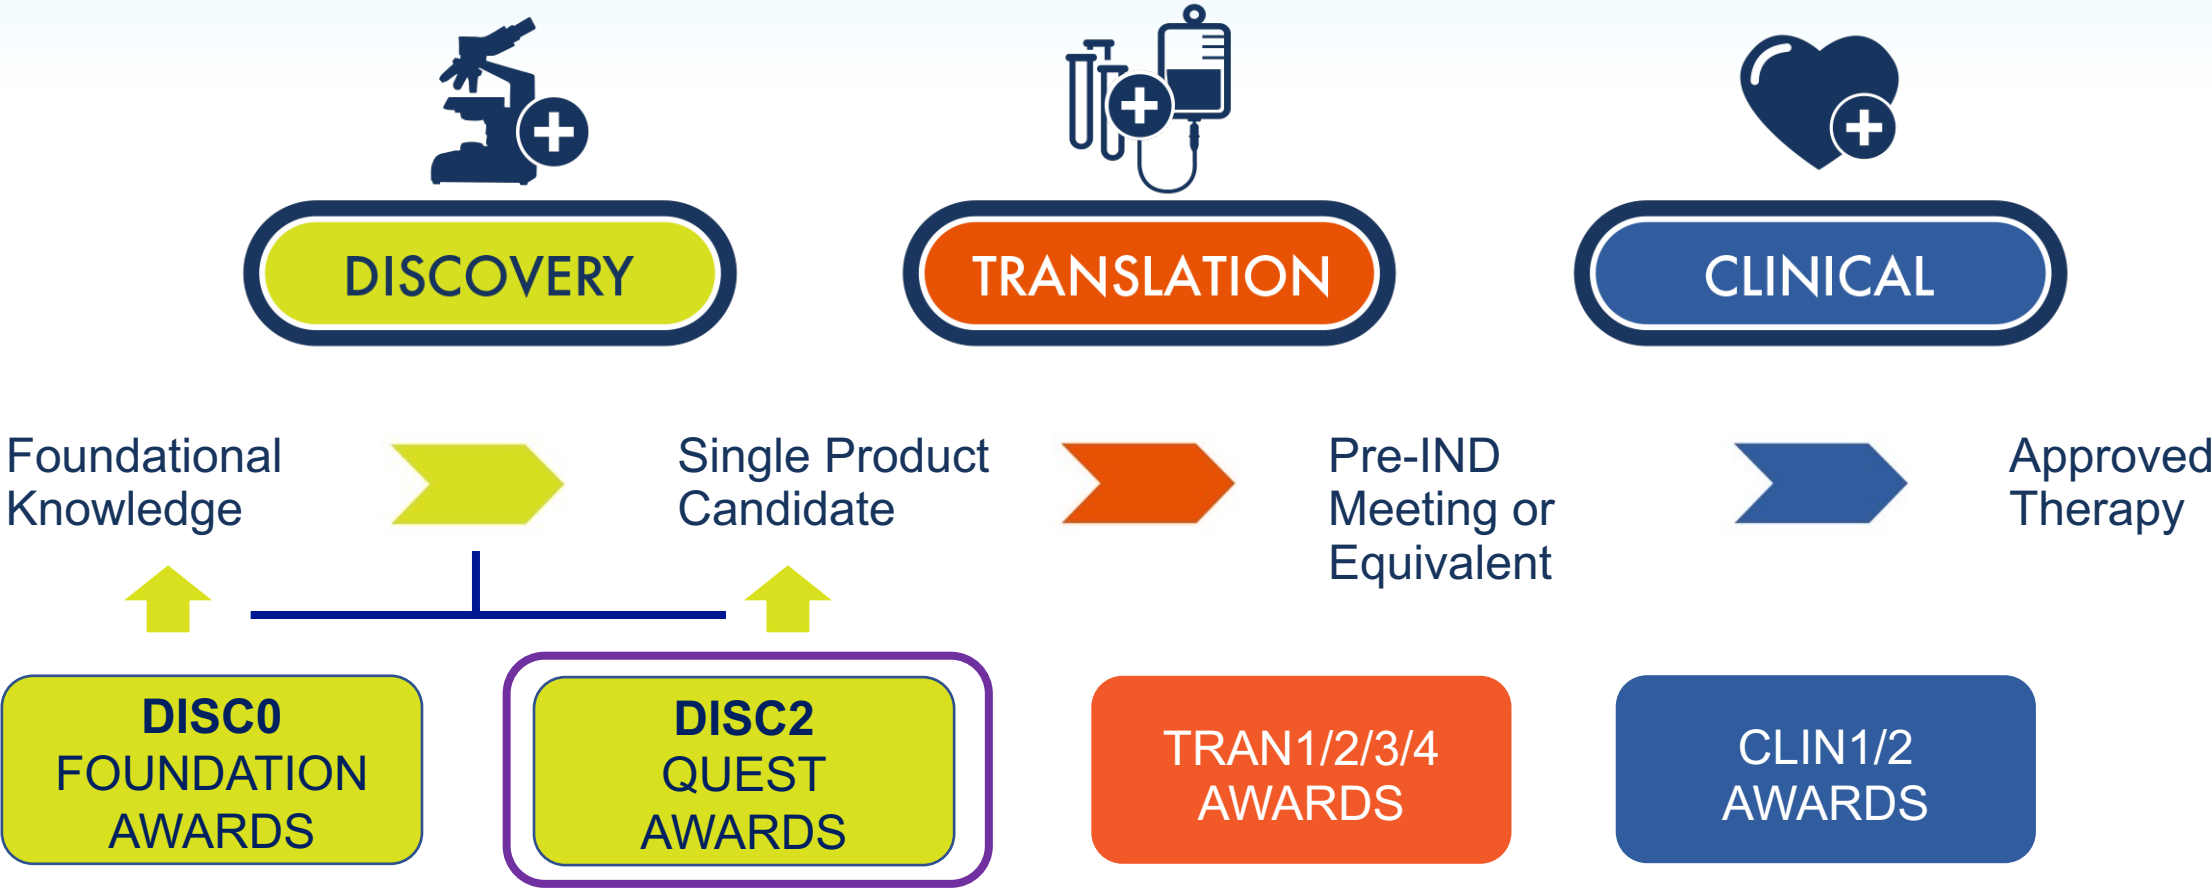 DISCOVERY
TRANSLATION
CLINICAL
Foundational
Knowledge
Single Product
Candidate
Pre-IND
Meeting or
Equivalent
Approved
Therapy
DISC0
FOUNDATION
AWARDS
DISC2
QUEST
AWARDS
TRAN1/2/3/4
AWARDS
CLIN1/2
AWARDS